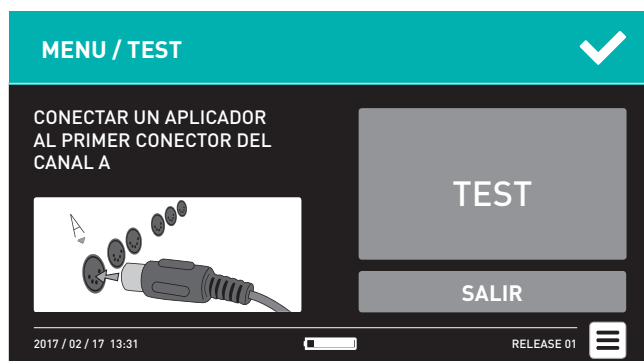 MENU / TEST
CONECTAR UN APLICADOR
AL PRIMER CONECTOR DEL
CANAL A
TEST
A
SALIR
2017 / 02 / 17 13:31
RELEASE 01